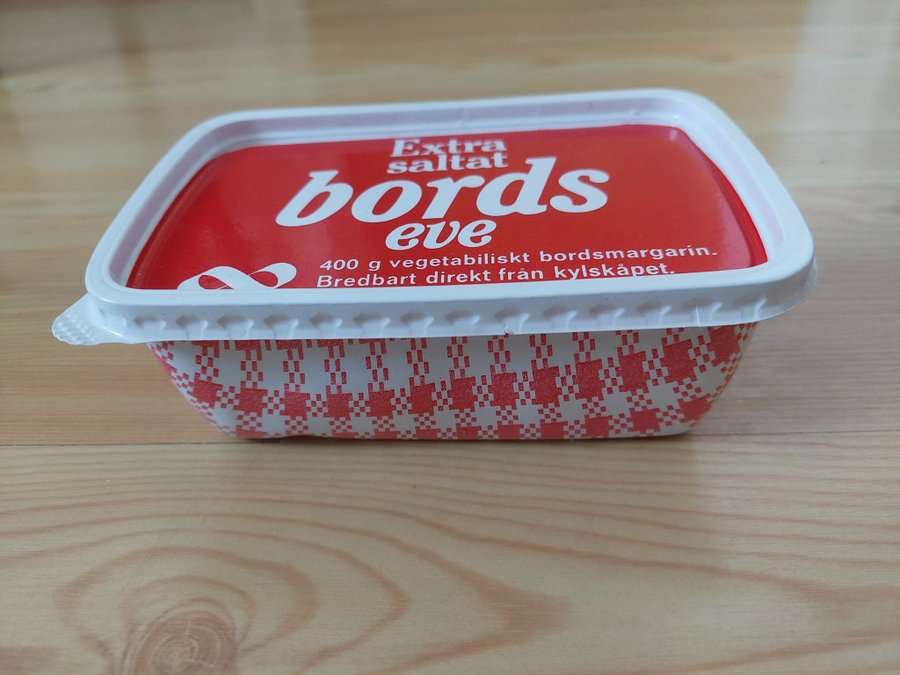 Extra
saltat
bords
eve
400 g vegetabiliskt bordsmargarin.
Bredbart direkt från kylskåpet.